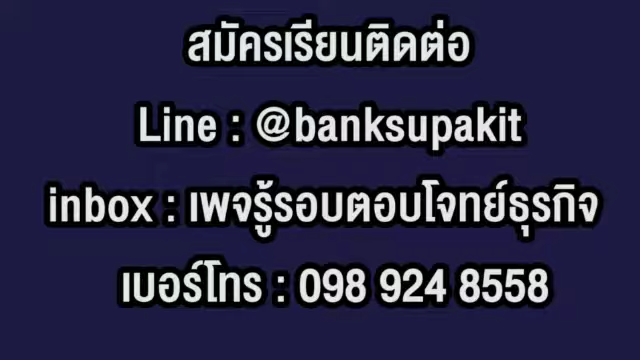 สมัครเรียนติดต่อ
Line : @banksupakit
inbox : เพจรู้รอบตอบโจทย์ธุรกิจ
เบอร์โทร : 098 924 8558